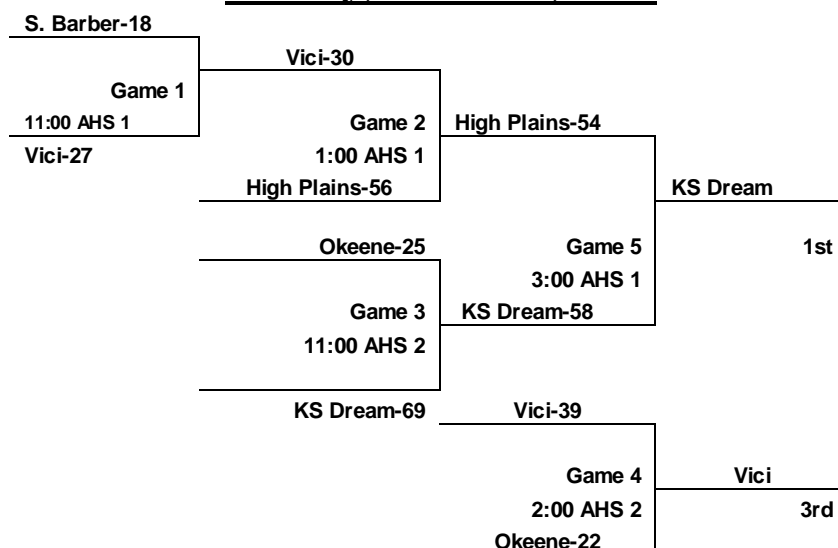 S. Barber-18
Vici-30
Game 1
11:00 AHS 1
Game 2
High Plains-54
Vici-27
1:00 AHS 1
High Plains-56
KS Dream
Okeene-25
Game 5
1st
3:00 AHS 1
Game 3
KS Dream-58
11:00 AHS 2
KS Dream-69
Vici-39
Game 4
Vici
2:00 AHS 2
3rd
Okeene-22